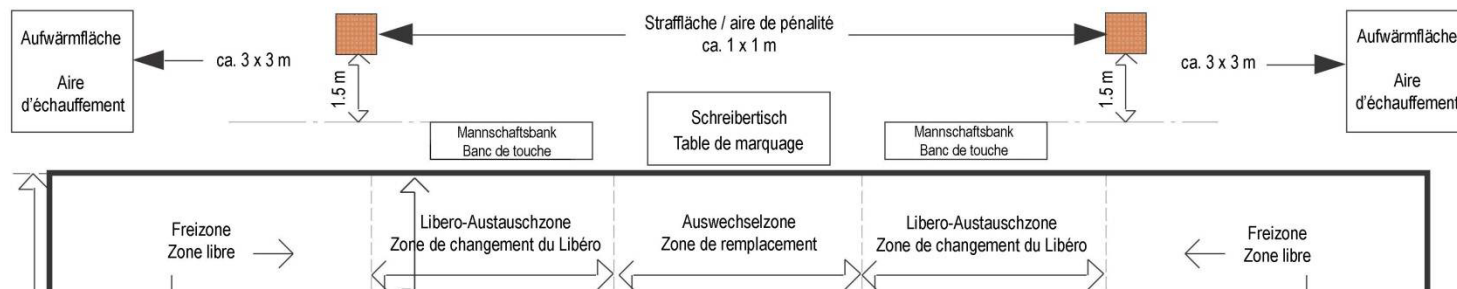 Aufwärmfläche
Aire
d'échauffement
ca. 3 x 3 m
1.5 m
Straffläche / aire de pénalité
ca. 1 x 1 m
1.5 m
ca. 3 x 3 m
Aufwärmfläche
Aire
d'échauffement
Mannschaftsbank
Banc de touche
Schreibertisch
Table de marquage
Mannschaftsbank
Banc de touche
Freizone
Zone libre
Libero-Austauschzone
Zone de changement du Libéro
Auswechselzone
Zone de remplacement
Libero-Austauschzone
Zone de changement du Libéro
Freizone
Zone libre